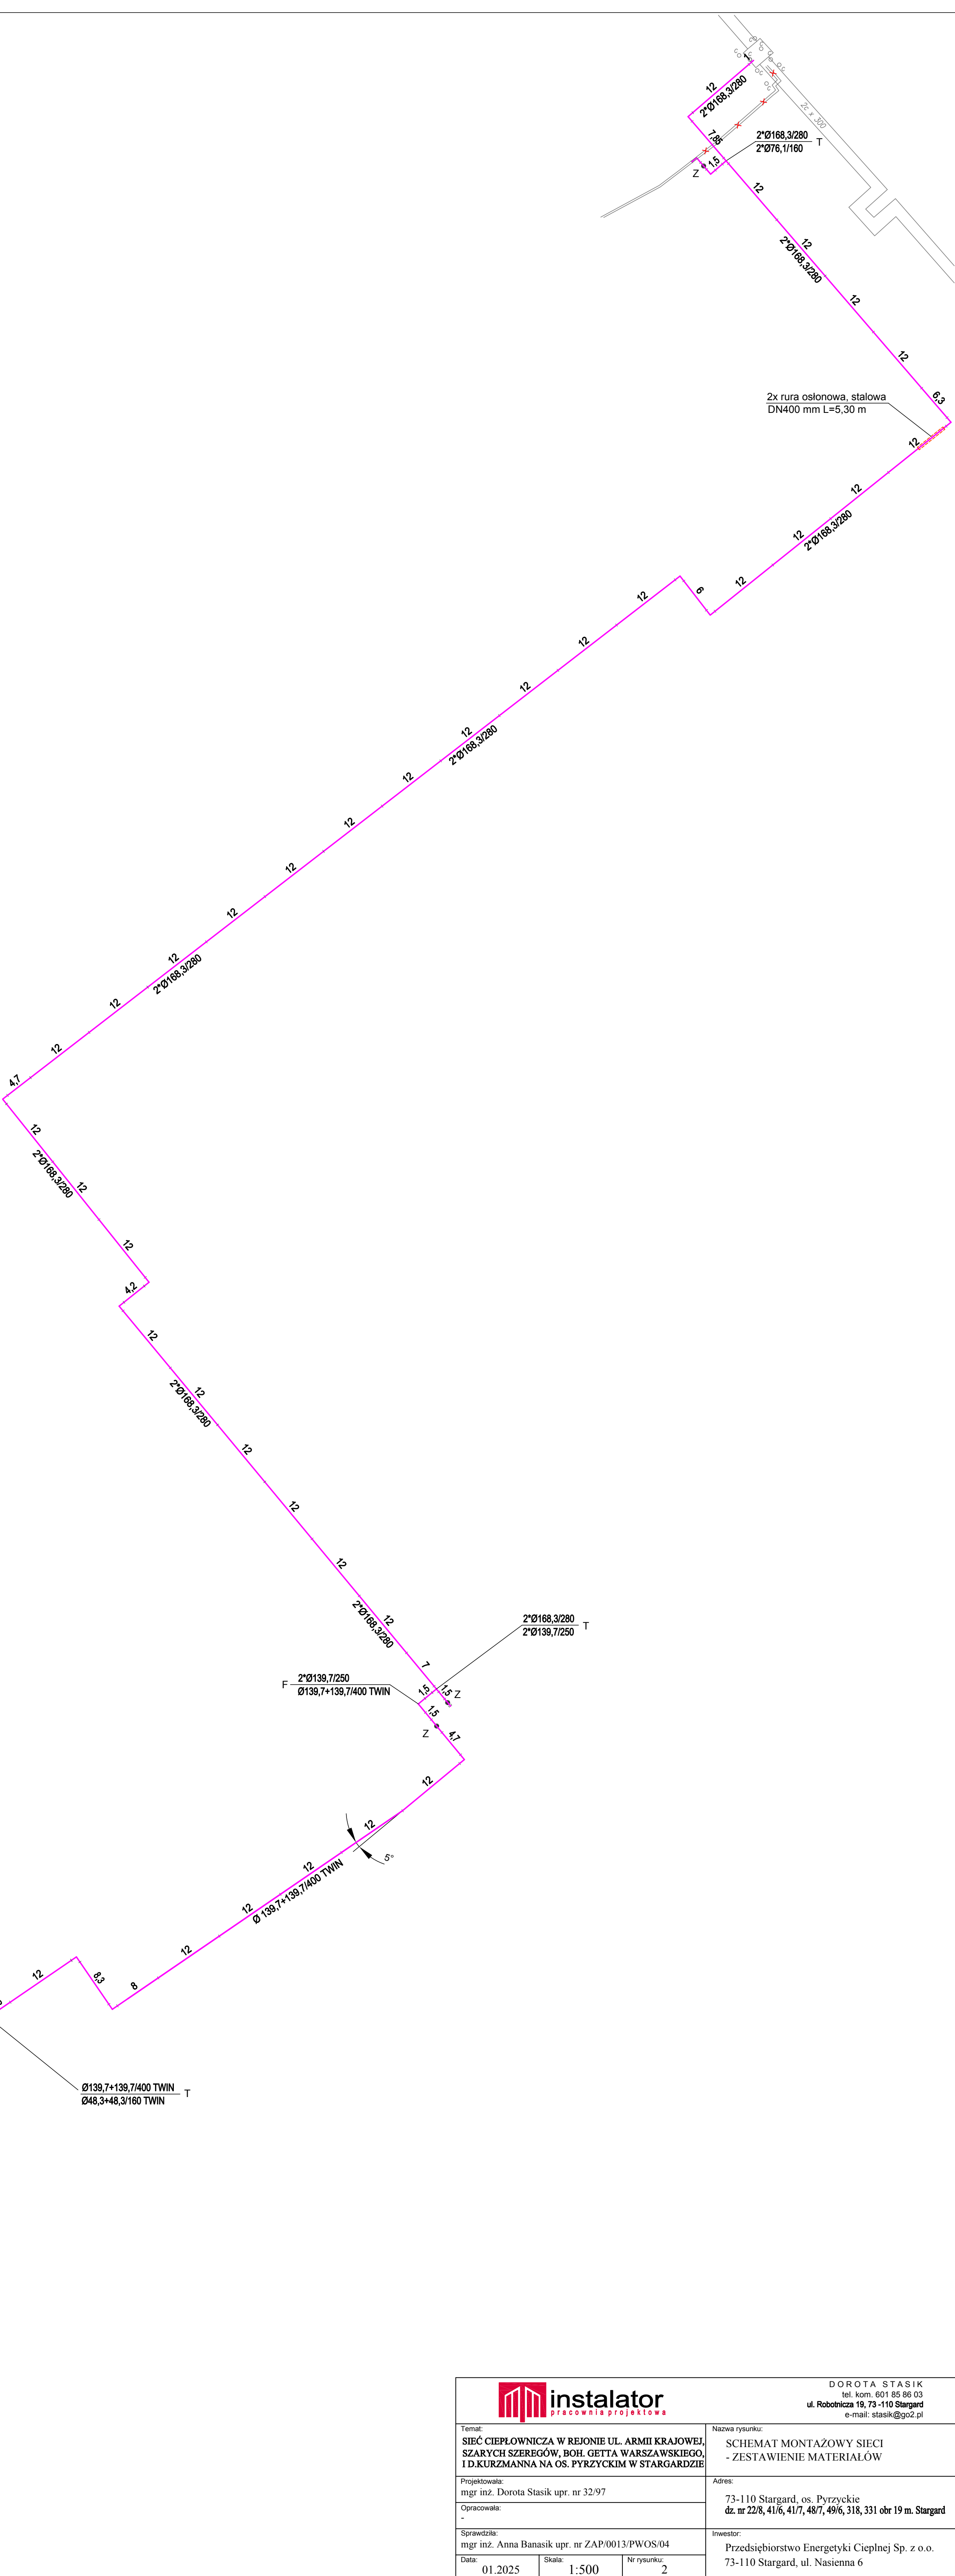 1
12
2*Ø168,3/280
2c x 300
7,85
2*Ø168,3/280
2*Ø76,1/160
T
1,5
Z
12
12
2*Ø168,3/280
12
12
6,3
2x rura osłonowa, stalowa
DN400 mm L=5,30 m
12
12
12
2*Ø168,3/280
12
6
12
12
12
12
2*Ø168,3/280
12
12
12
12
12
2*Ø168,3/280
12
12
4,7
12
2*Ø168,3/280
12
12
4,2
12
12
2*Ø168,3/280
12
12
12
12
2*Ø168,3/280
2*Ø168,3/280
2*Ø139,7/250
T
7
F
2*Ø139,7/250
Ø139,7+139,7/400 TWIN
1,5
1,5
Z
1,5
Z
4,7
12
12
5°
12
Ø 139,7+139,7/400 TWIN
12
12
8
8,3
12
Ø139,7+139,7/400 TWIN
Ø48,3+48,3/160 TWIN
T
instalator
pracownia projektowa
DOROTA STASIK
tel. kom. 601 85 86 03
ul. Robotnicza 19, 73 -110 Stargard
e-mail: stasik@go2.pl
Temat:
SIEĆ CIEPŁOWNICZA W REJONIE UL. ARMII KRAJOWEJ,
SZARYCH SZEREGÓW, BOH. GETTA WARSZAWSKIEGO,
I D.KURZMANNA NA OS. PYRZYCKIM W STARGARDZIE
Nazwa rysunku:
SCHEMAT MONTAŻOWY SIECI
- ZESTAWIENIE MATERIAŁÓW
Projektowała:
mgr inż. Dorota Stasik upr. nr 32/97
Adres:
73-110 Stargard, os. Pyrzyckie
dz. nr 22/8, 41/6, 41/7, 48/7, 49/6, 318, 331 obr 19 m. Stargard
Opracowała:
-
Sprawdziła:
mgr inż. Anna Banasik upr. nr ZAP/0013/PWOS/04
Inwestor:
Przedsiębiorstwo Energetyki Cieplnej Sp. z o.o.
73-110 Stargard, ul. Nasienna 6
Data:
01.2025
Skala:
1:500
Nr rysunku:
2